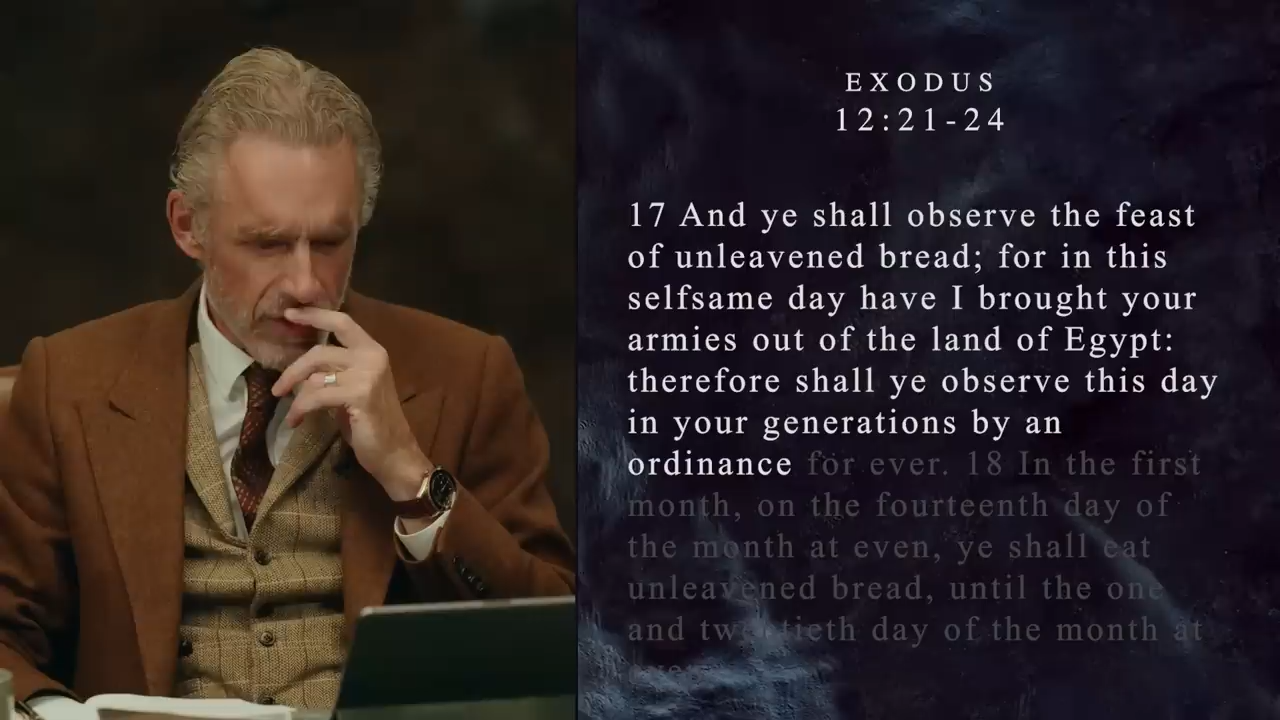 EXODUS
12:21-24
17 And ye shall observe the feast
of unleavened bread; for in this
selfsame day have I brought your
armies out of the land of Egypt:
therefore shall ye observe this day
in your generations by an
ordinance for ever. 18 In the first
month, on the fourteenth day of
the month at even, ye shall eat
unleavened bread, until the one
and twentieth day of the month at